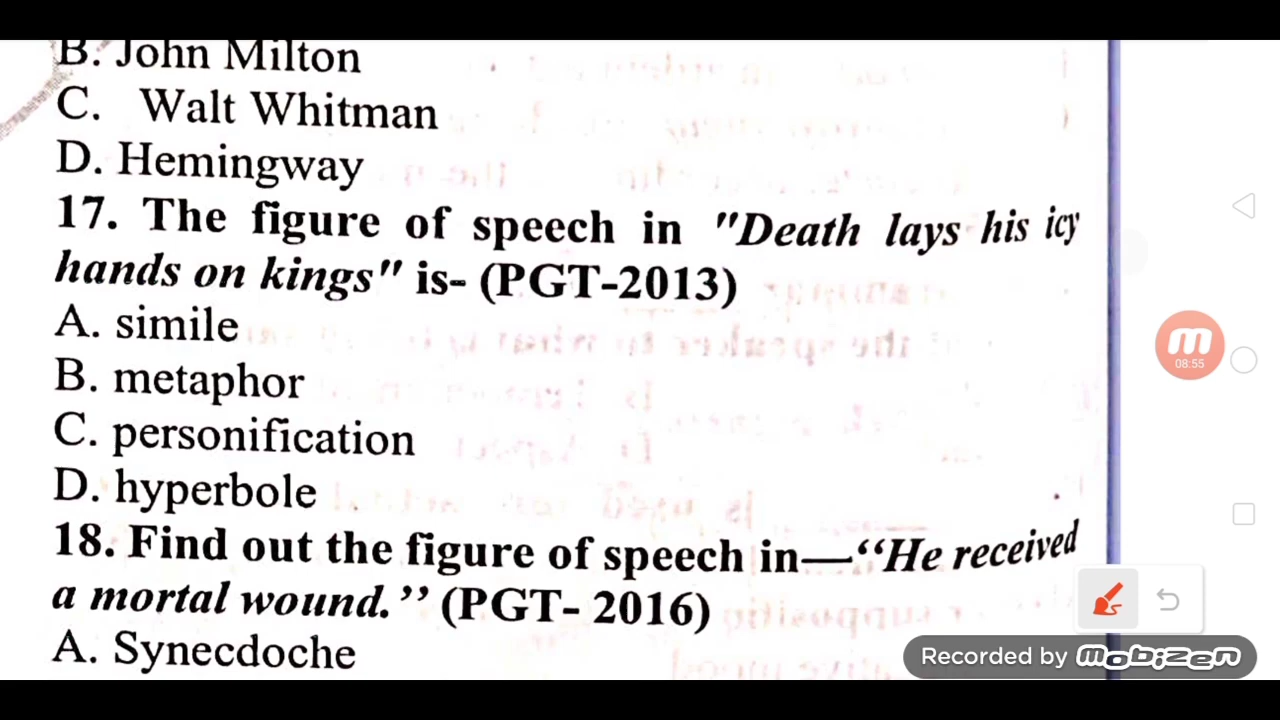 B. John Milton
C. Walt Whitman
D. Hemingway
17. The figure of speech in "Death lays his icy
hands on kings" is- (PGT-2013)
A. simile
B. metaphor
C. personification
D. hyperbole
18. Find out the figure of speech in—“He received
a mortal wound.” (PGT- 2016)
A. Synecdoche
08:55
Recorded by mobizen